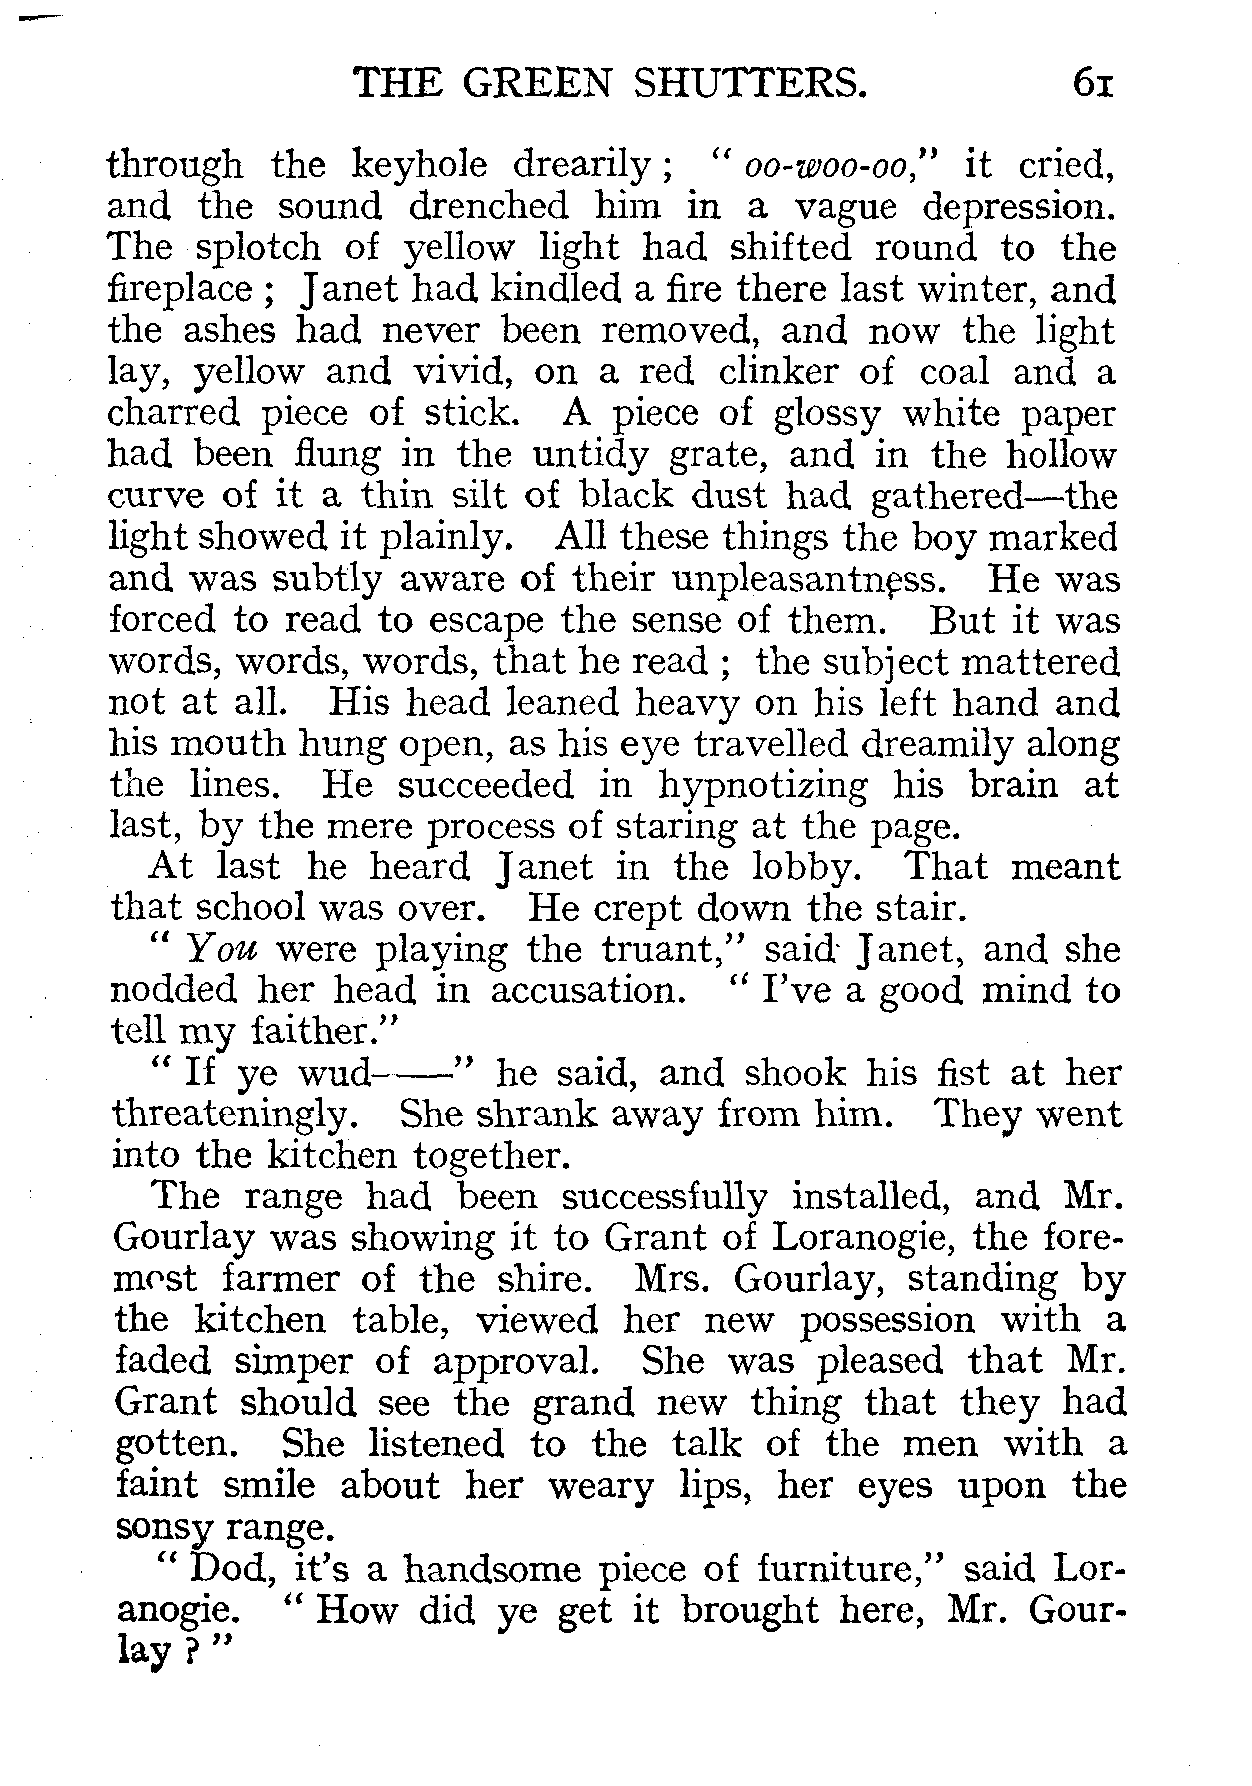 THE GREEN SHUTTERS. 61
through the keyhole drearily ; " oo-woo-oo," it cried,
and the sound drenched him in a vague depression.
The splotch of yellow light had shifted round to the
fireplace ; Janet had kindled a fire there last winter, and
the ashes had never been removed, and now the light
lay, yellow and vivid, on a red clinker of coal and a
charred piece of stick. A piece of glossy white paper
had been flung in the untidy grate, and in the hollow
curve of it a thin silt of black dust had gathered—the
light showed it plainly. All these things the boy marked
and was subtly aware of their unpleasantness. He was
forced to read to escape the sense of them. But it was
words, words, words, that he read ; the subject mattered
not at all. His head leaned heavy on his left hand and
his mouth hung open, as his eye travelled dreamily along
the lines. He succeeded in hypnotizing his brain at
last, by the mere process of staring at the page.
At last he heard Janet in the lobby. That meant
that school was over. He crept down the stair.
" You were playing the truant," said Janet, and she
nodded her head in accusation. " I've a good mind to
tell my faither."
" If ye wud——" he said, and shook his fist at her
threateningly. She shrank away from him. They went
into the kitchen together.
The range had been successfully installed, and Mr.
Gourlay was showing it to Grant of Loranogie, the fore-
most farmer of the shire. Mrs. Gourlay, standing by
the kitchen table, viewed her new possession with a
faded simper of approval. She was pleased that Mr.
Grant should see the grand new thing that they had
gotten. She listened to the talk of the men with a
faint smile about her weary lips, her eyes upon the
sonsy range.
" Dod, it's a handsome piece of furniture," said Lor-
anogie. " How did ye get it brought here, Mr. Gour-
lay ? "